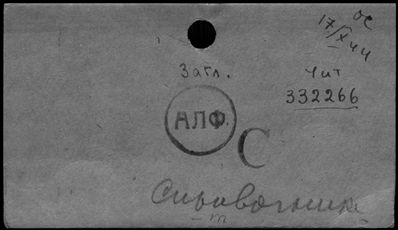 ос
17/X 44
Загл. Чит
332266
АЛФ.
С
Справочник